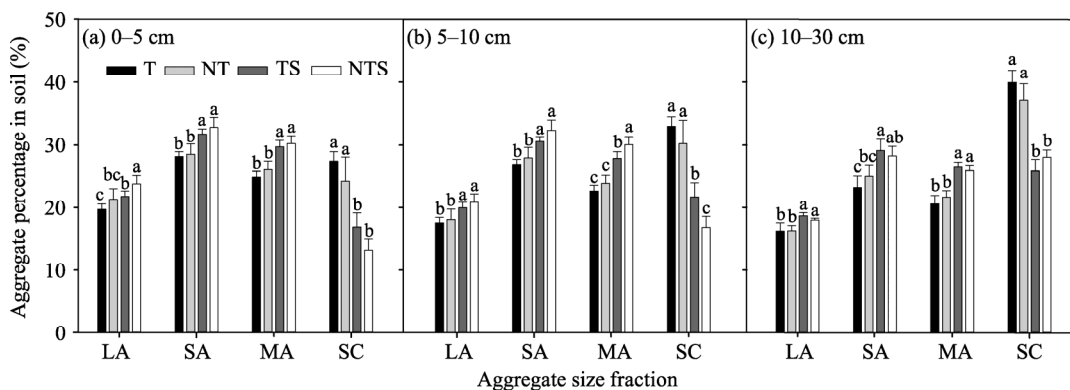 Aggregate percentage in soil (%)
50
40
30
20
10
0
(a) 0–5 cm
T NT TS NTS
c bc b a
b b a a
b b a a
a a b b
LA SA MA SC
(b) 5–10 cm
b b a a
b b a a
c c b a
a a b c
LA SA MA SC
(c) 10–30 cm
b b a a
c bc a ab
b b a a
a a b b
LA SA MA SC
Aggregate size fraction